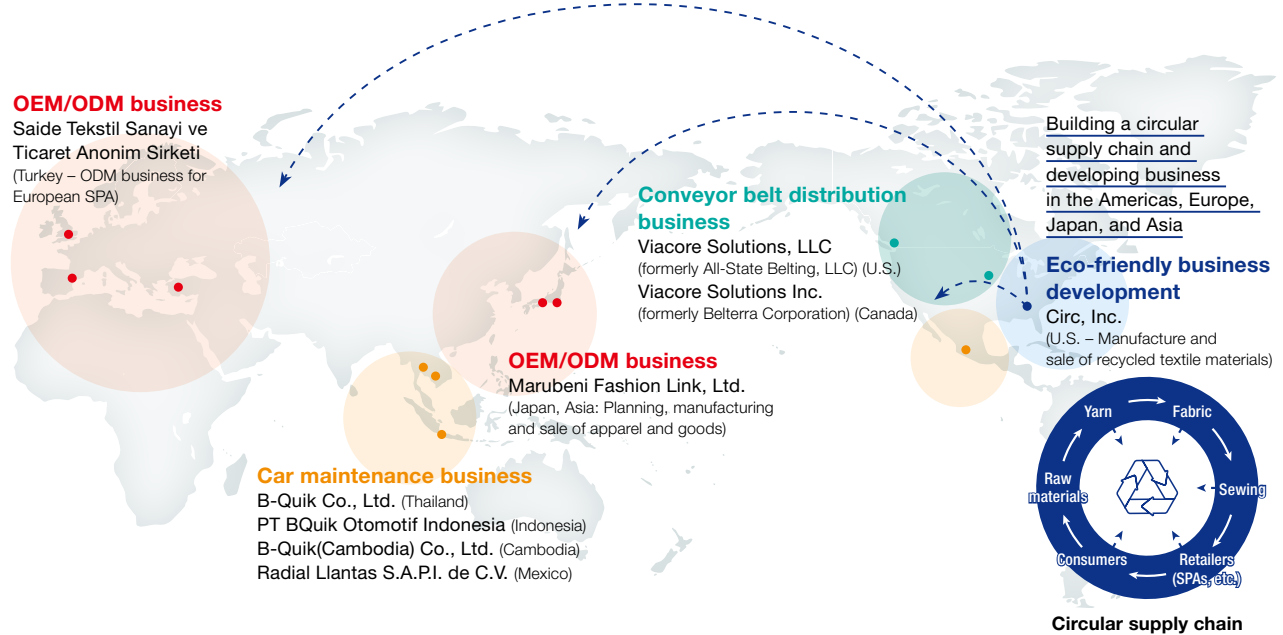 OEM/ODM business
Saide Tekstil Sanayi ve
Ticaret Anonim Sirketi
(Turkey – ODM business for
European SPA)
Conveyor belt distribution
business
Viacore Solutions, LLC
(formerly All-State Belting, LLC) (U.S.)
Viacore Solutions Inc.
(formerly Belterra Corporation) (Canada)
Building a circular
supply chain and
developing business
in the Americas, Europe,
Japan, and Asia
Eco-friendly business
development
Circ, Inc.
(U.S. – Manufacture and
sale of recycled textile materials)
OEM/ODM business
Marubeni Fashion Link, Ltd.
(Japan, Asia: Planning, manufacturing
and sale of apparel and goods)
Car maintenance business
B-Quik Co., Ltd. (Thailand)
PT BQuik Otomotif Indonesia (Indonesia)
B-Quik(Cambodia) Co., Ltd. (Cambodia)
Radial Llantas S.A.P.I. de C.V. (Mexico)
Yarn
Fabric
Raw
materials
Sewing
Consumers
Retailers
(SPAs, etc.)
Circular supply chain